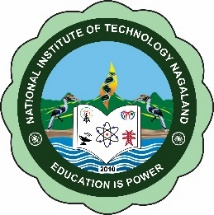 NATIONAL INSTITUTE OF TECHNOLOGY NAGALAND
2010
EDUCATION IS POWER